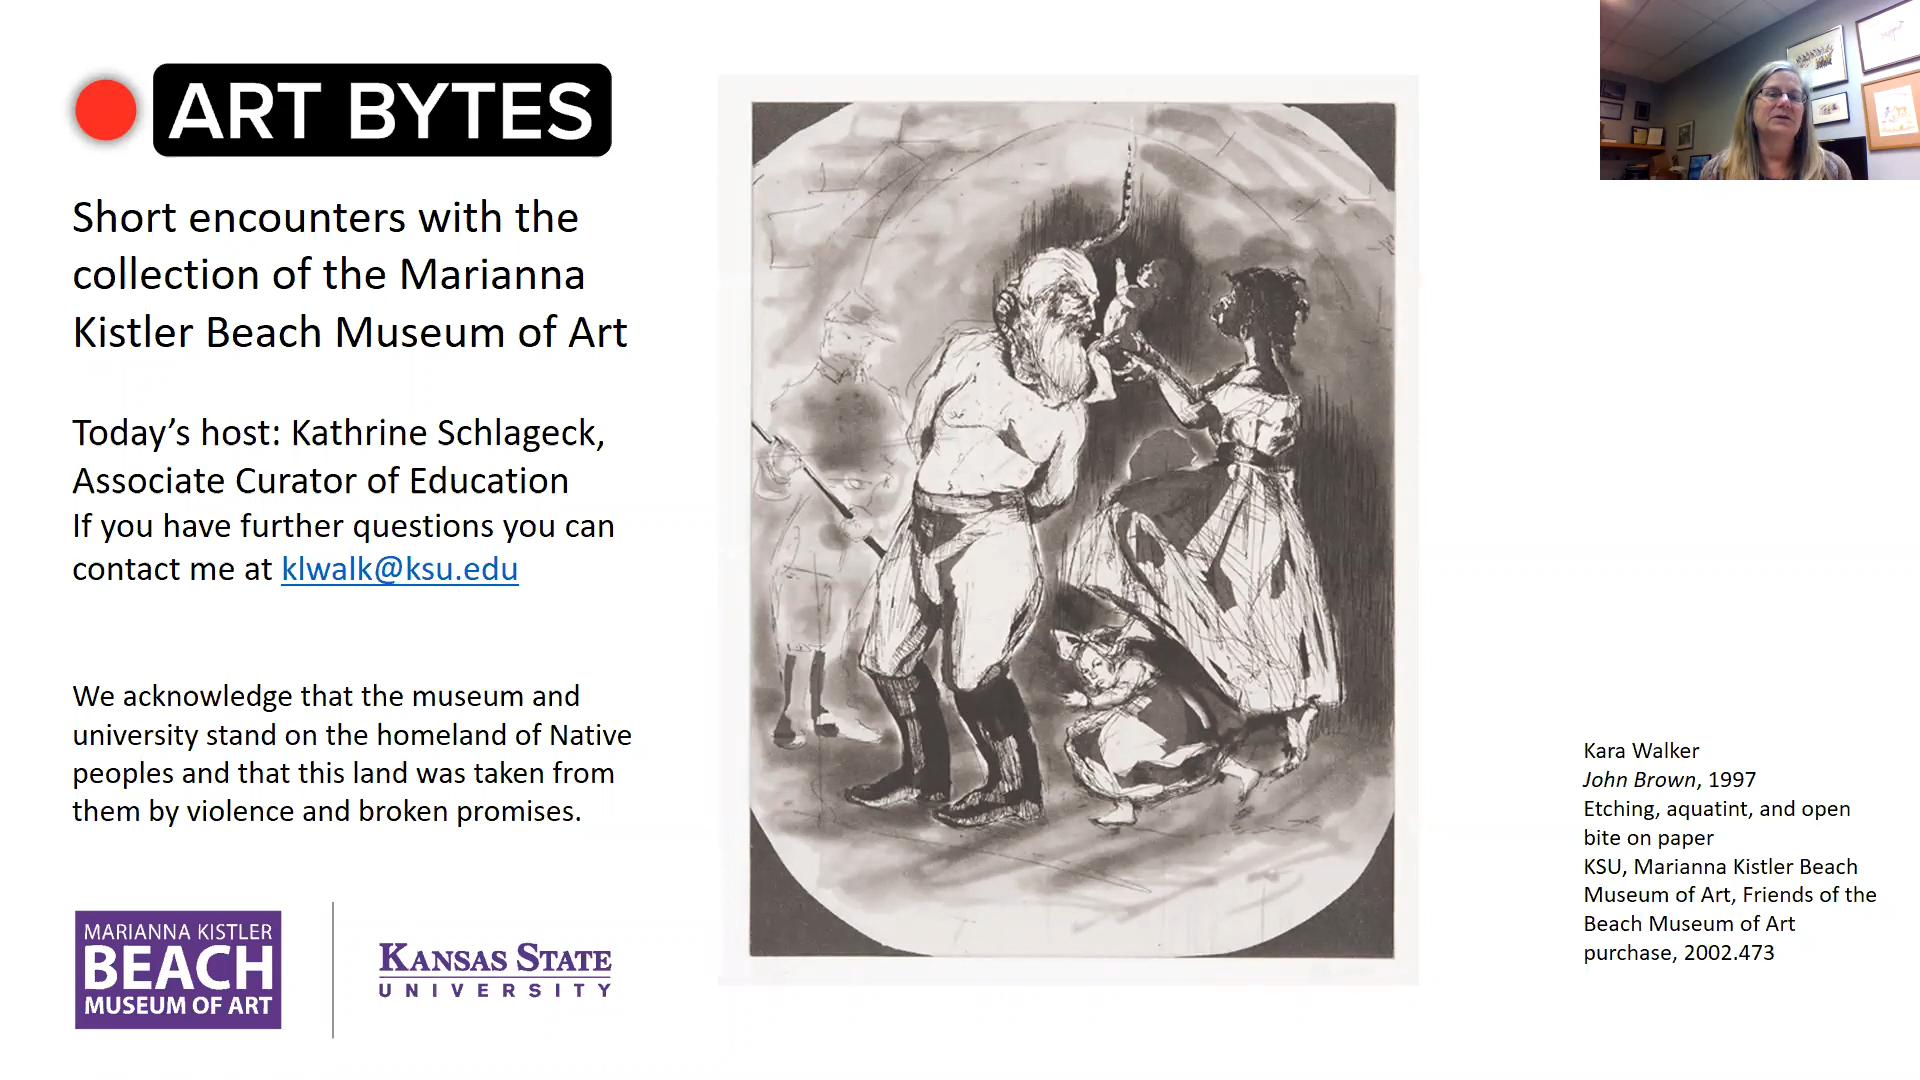 ART BYTES
Short encounters with the
collection of the Marianna
Kistler Beach Museum of Art
Today’s host: Kathrine Schlageck,
Associate Curator of Education
If you have further questions you can
contact me at klwalk@ksu.edu
We acknowledge that the museum and
university stand on the homeland of Native
peoples and that this land was taken from
them by violence and broken promises.
MARIANNA KISTLER
BEACH
MUSEUM OF ART
KANSAS STATE
UNIVERSITY
Kara Walker
John Brown, 1997
Etching, aquatint, and open
bite on paper
KSU, Marianna Kistler Beach
Museum of Art, Friends of the
Beach Museum of Art
purchase, 2002.473